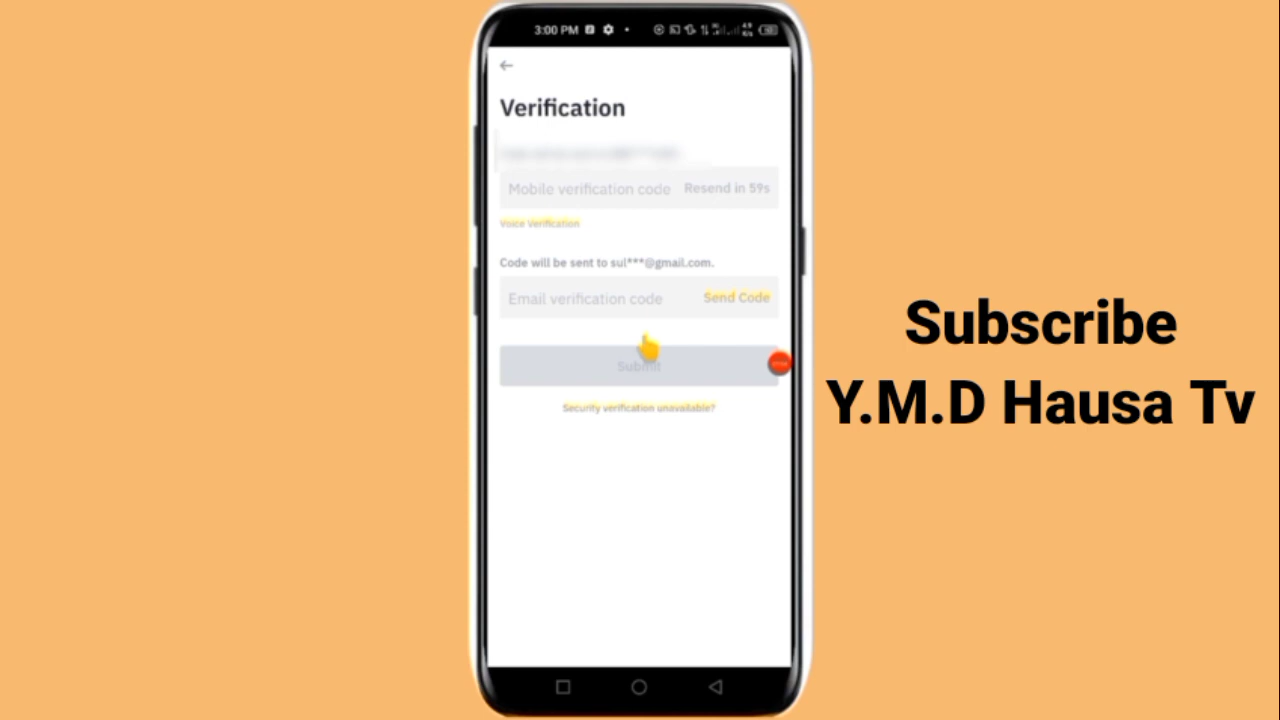 3:00 PM
Verification
Mobile verification code Resend in 59s
Voice Verification
Code will be sent to sul***@gmail.com.
Email verification code Send Code
Submit
Security verification unavailable?
Subscribe
Y.M.D Hausa Tv